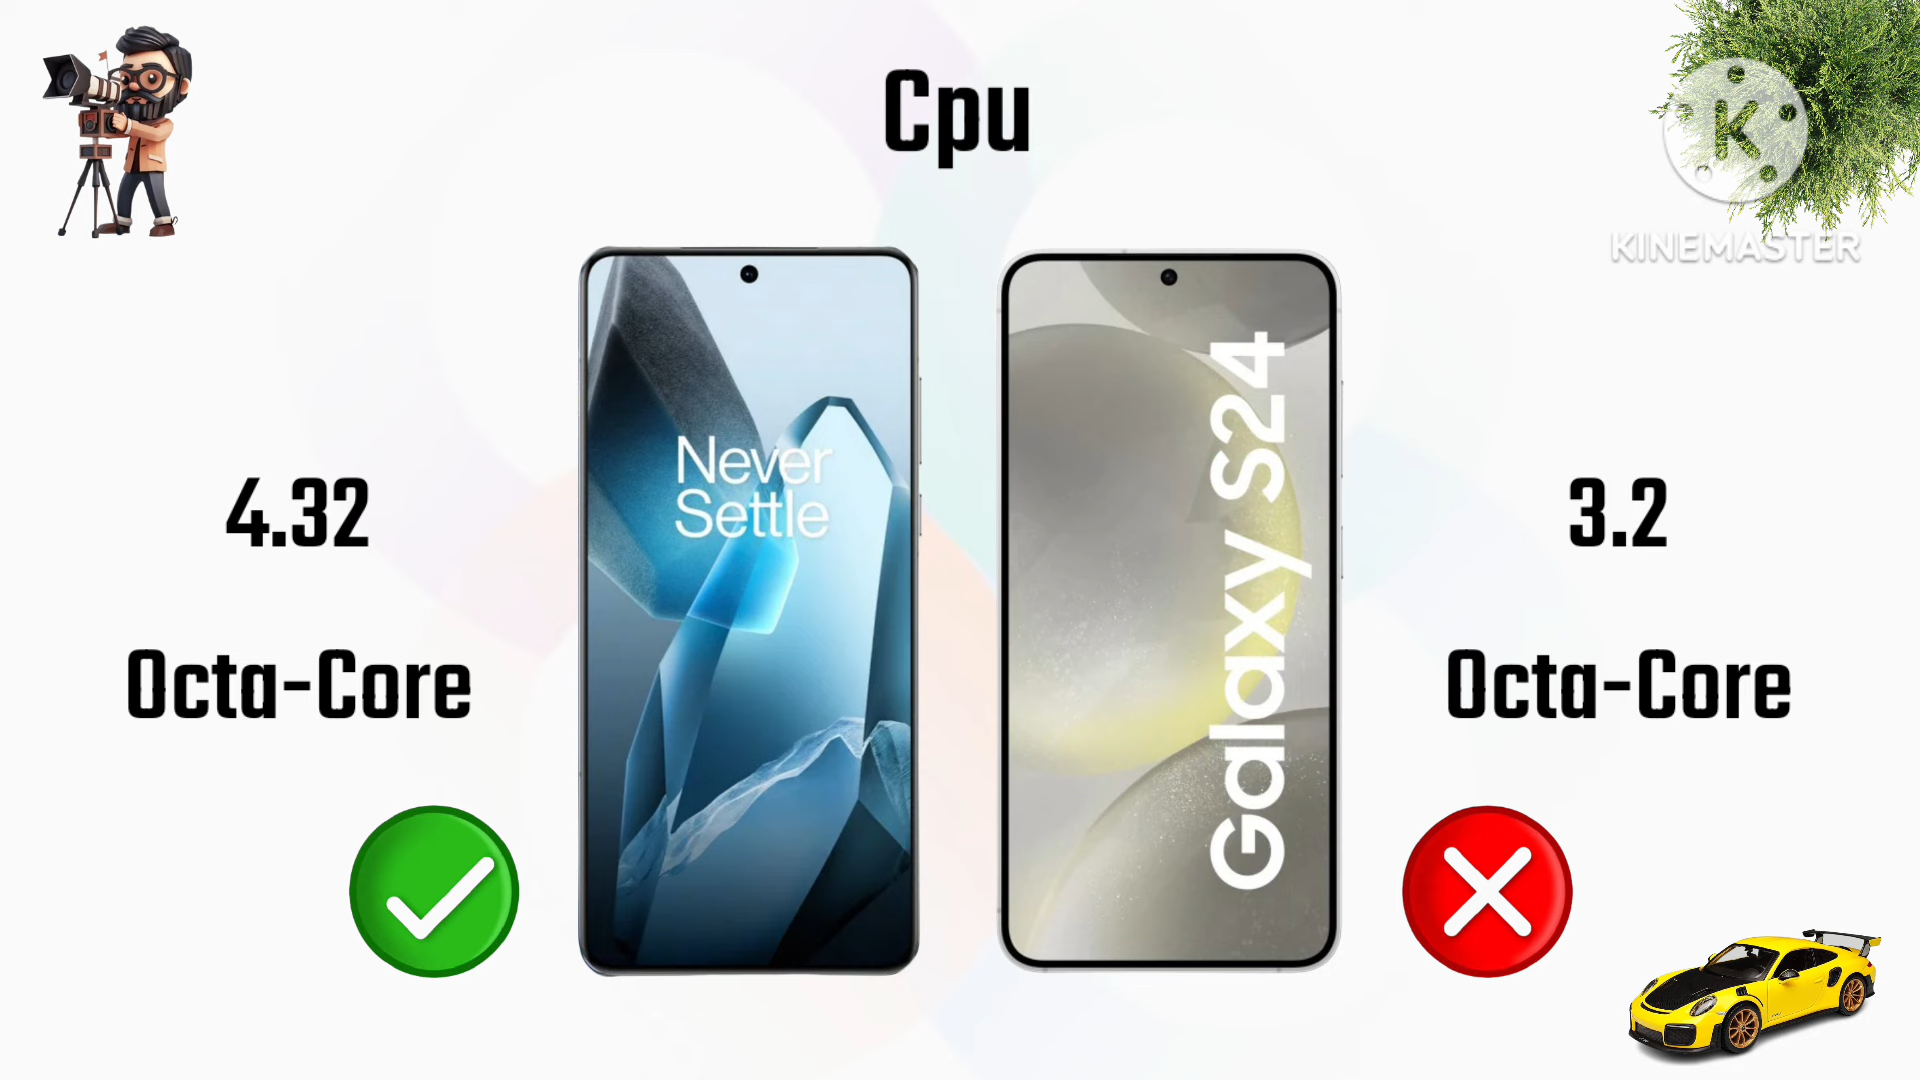 Cpu
K
KINEMASTER
Never
Settle
Galaxy S24
4.32
Octa-Core
3.2
Octa-Core